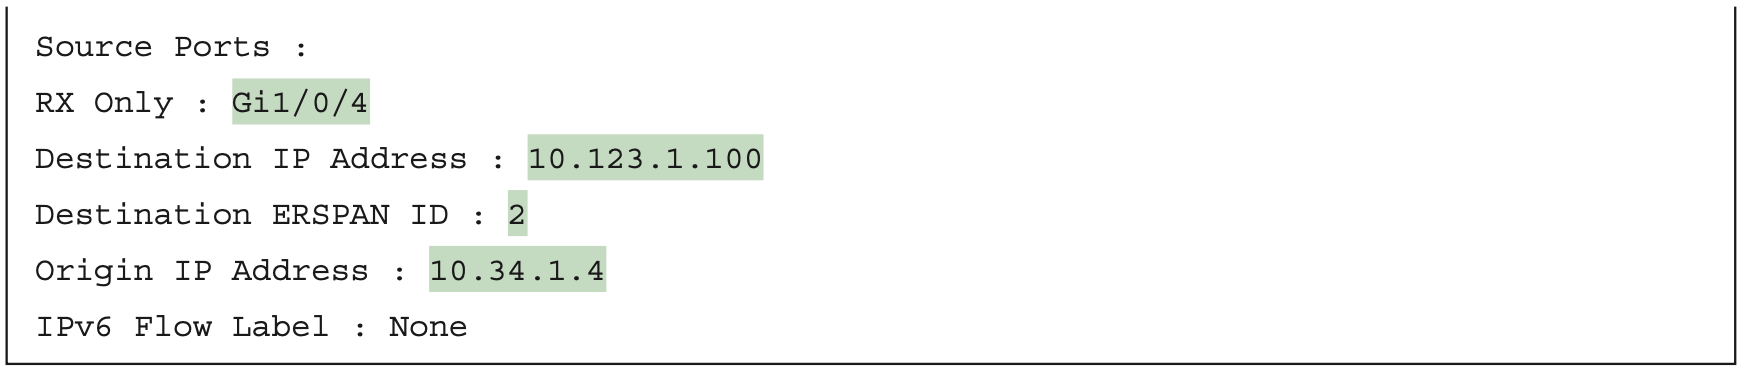 Source Ports :
RX Only : Gi1/0/4
Destination IP Address : 10.123.1.100
Destination ERSPAN ID : 2
Origin IP Address : 10.34.1.4
IPv6 Flow Label : None